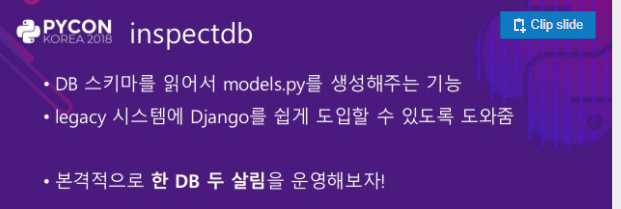 PYCON
KOREA 2018
inspectdb
Clip slide
• DB 스키마를 읽어서 models.py를 생성해주는 기능
• legacy 시스템에 Django를 쉽게 도입할 수 있도록 도와줌
• 본격적으로 한 DB 두 살림을 운영해보자!